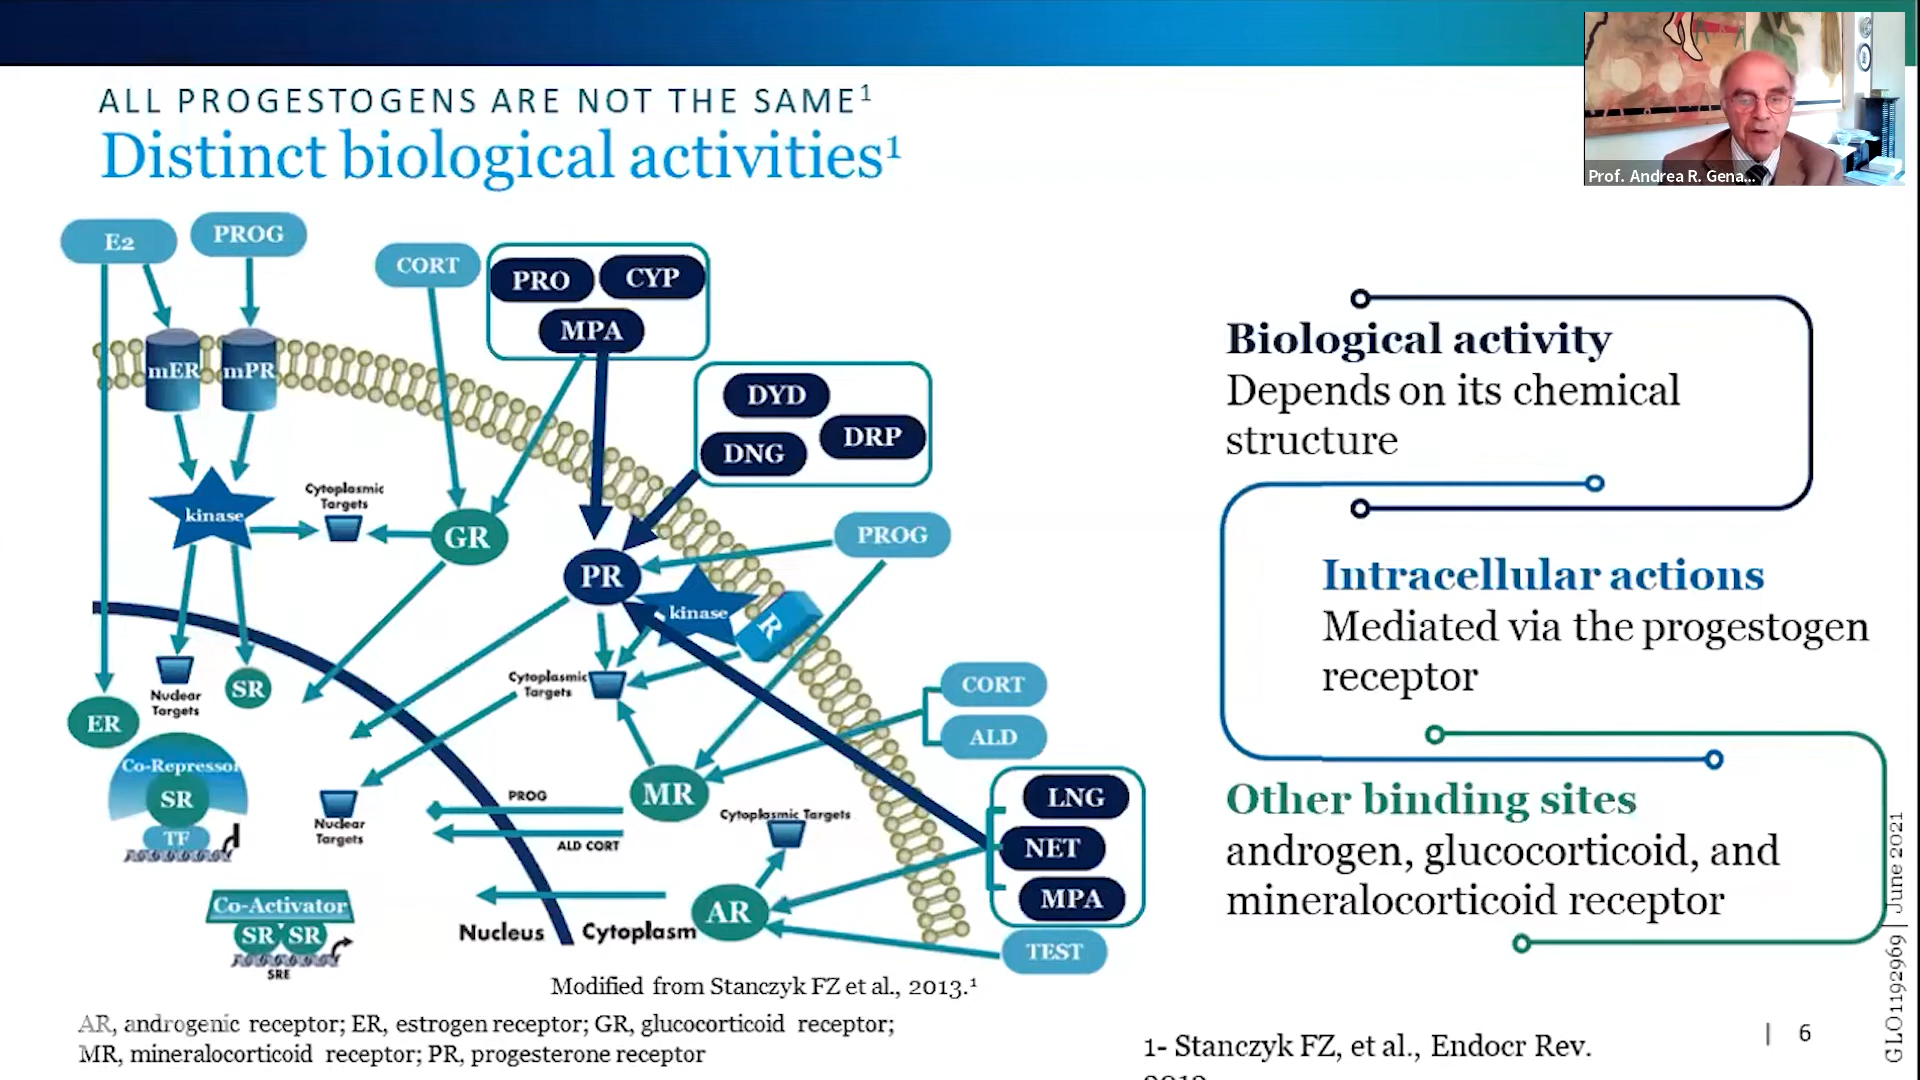 ALL PROGESTOGENS ARE NOT THE SAME¹
Distinct biological activities¹
Prof. Andrea R. Gena...
E2
PROG
CORT
PRO
CYP
MPA
mER
mPR
DYD
DRP
DNG
kinase
Cytoplasmic
Targets
GR
PROG
PR
kinase
R
Nuclear
Targets
SR
Cytoplasmic
Targets
ER
CORT
ALD
Co-Repressor
SR
TF
Nuclear
Targets
PROG
ALD CORT
MR
Cytoplasmic Targets
LNG
NET
MPA
Co-Activator
SR SR
SRE
Nucleus
Cytoplasm
AR
TEST
Modified from Stanczyk FZ et al., 2013.¹
AR, androgenic receptor; ER, estrogen receptor; GR, glucocorticoid receptor;
MR, mineralocorticoid receptor; PR, progesterone receptor
Biological activity
Depends on its chemical
structure
Intracellular actions
Mediated via the progestogen
receptor
Other binding sites
androgen, glucocorticoid, and
mineralocorticoid receptor
1- Stanczyk FZ, et al., Endocr Rev.
| 6
GLO1192969 | June 2021